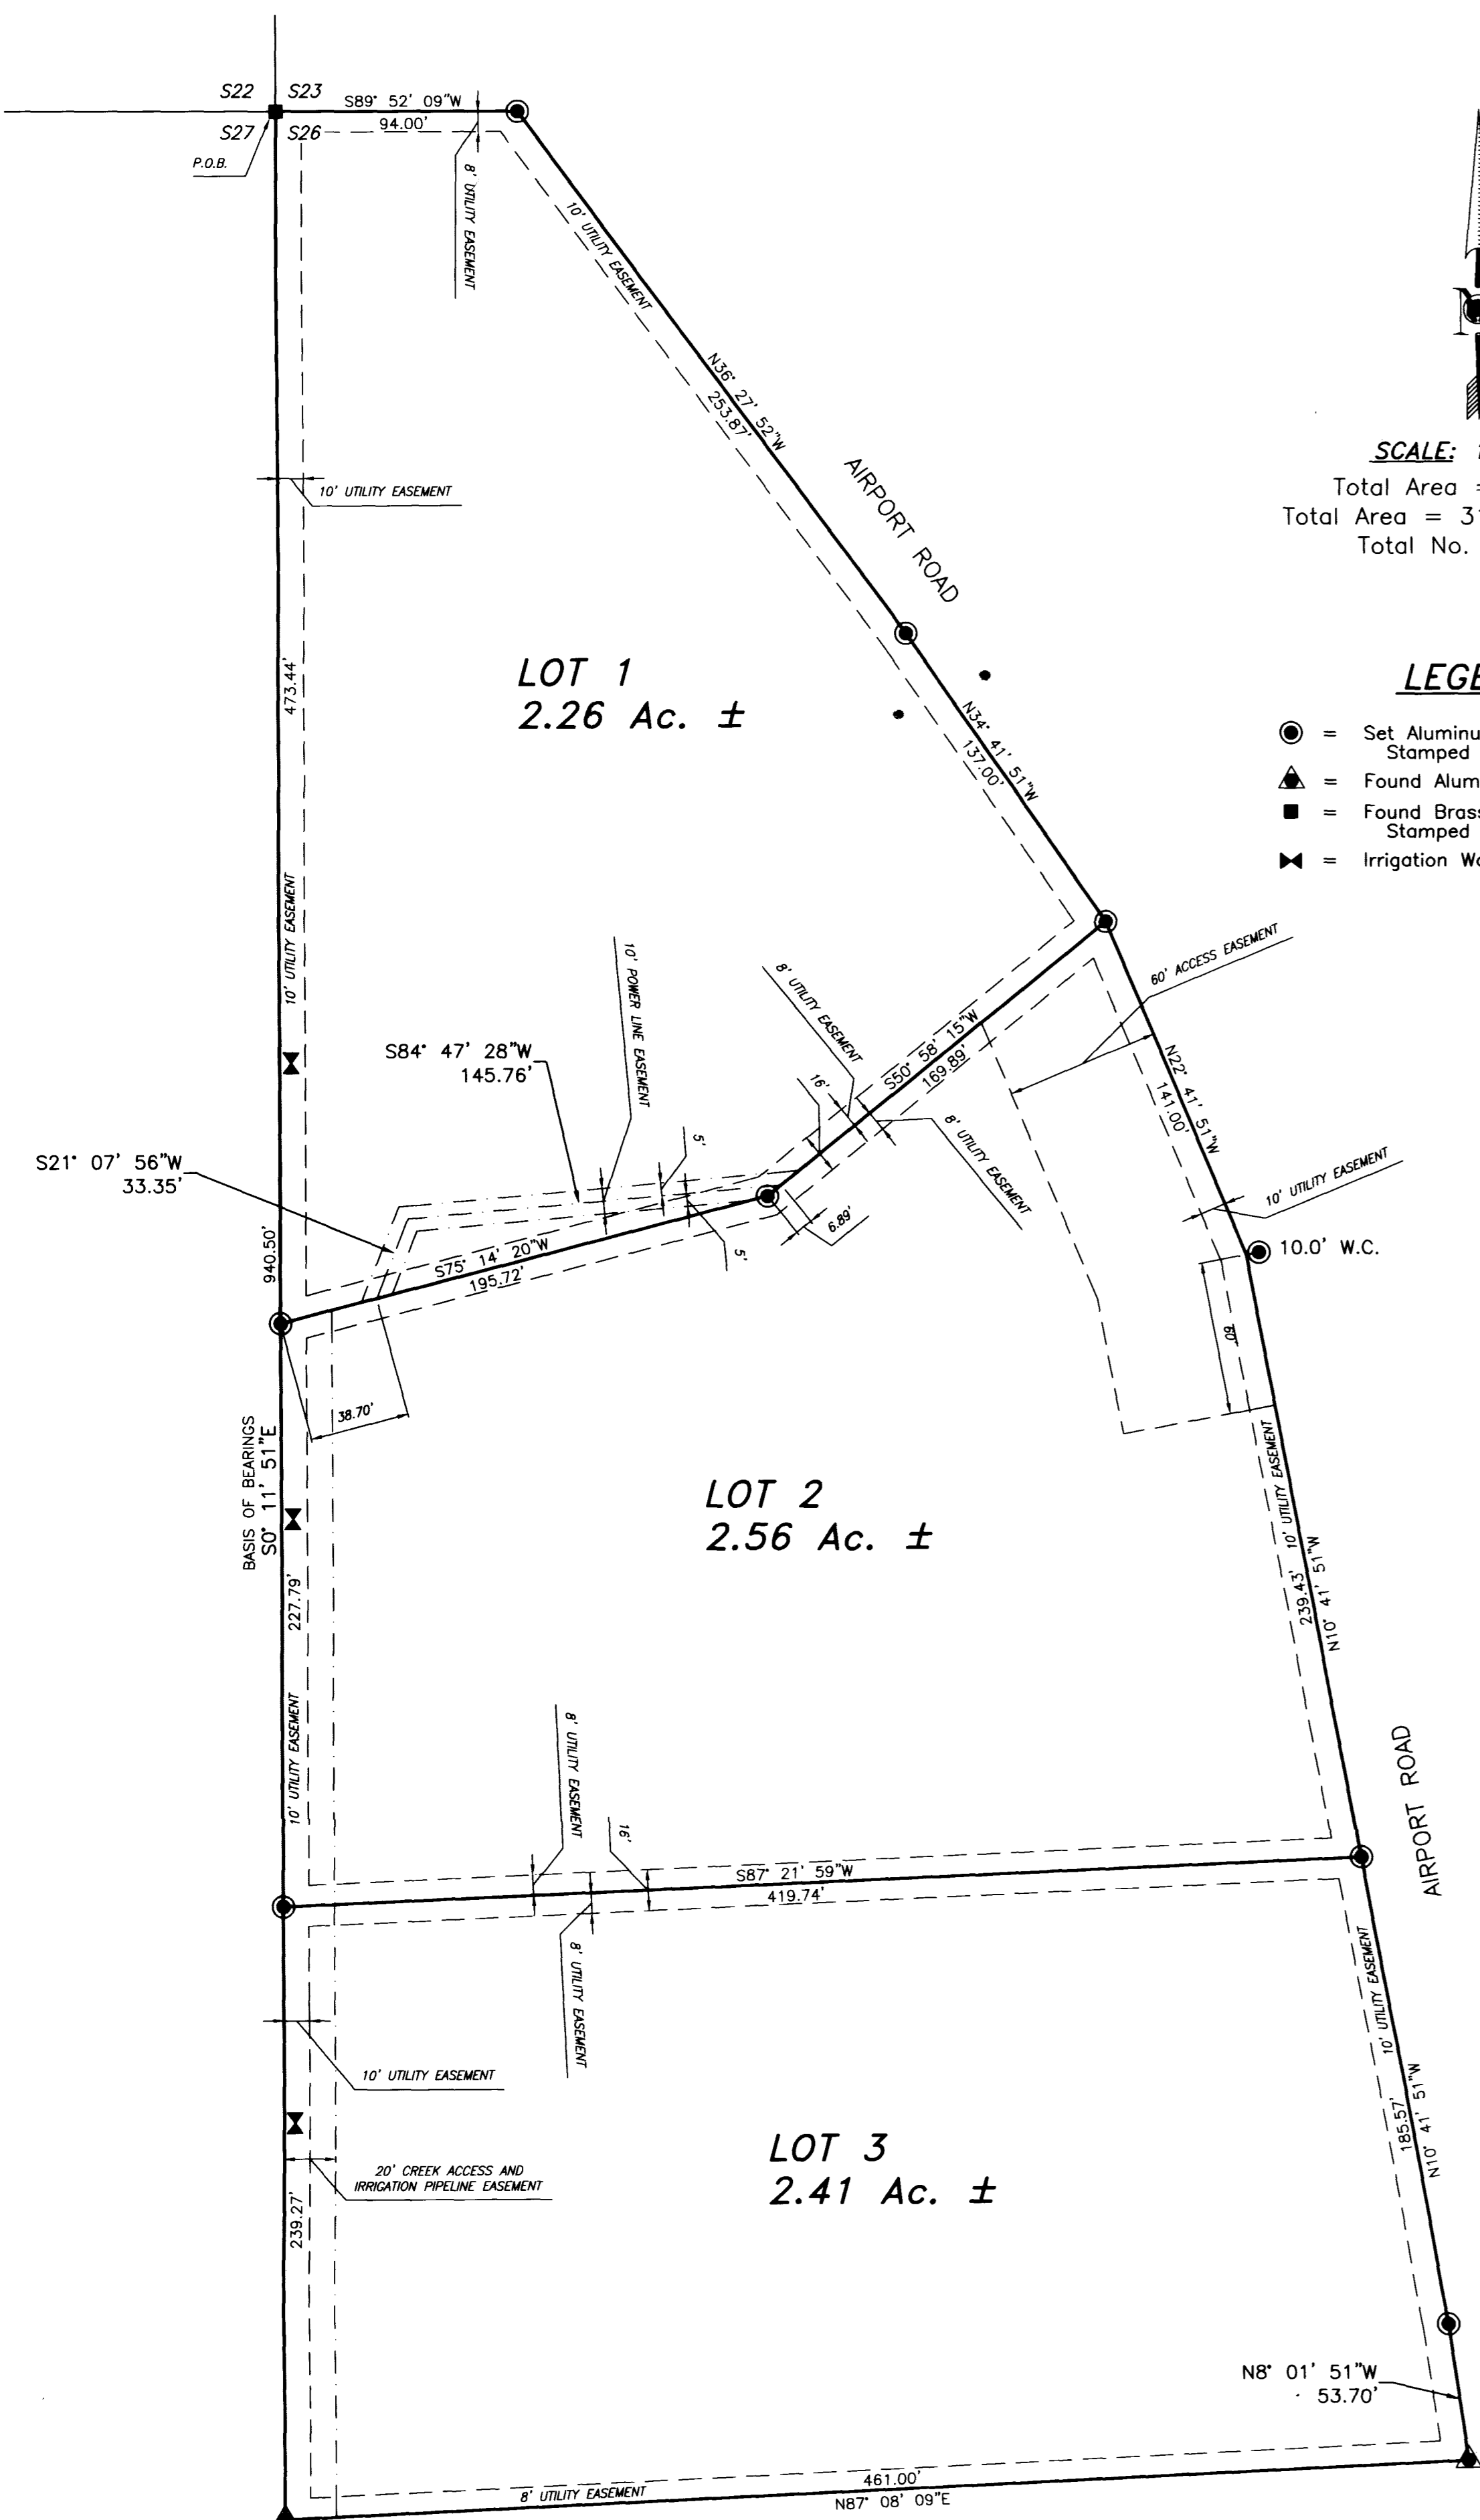 S22 S23
S89° 52' 09"W
94.00'
S27 S26
P.O.B.
8' UTILITY EASEMENT
10' UTILITY EASEMENT
N36° 27' 52"W
253.87'
AIRPORT ROAD
SCALE:
Total Area =
Total Area = 31
Total No.
10' UTILITY EASEMENT
473.44'
LOT 1
2.26 Ac. ±
N34° 41' 51"W
137.00'
LEGE
= Set Aluminu
Stamped
= Found Alum
= Found Brass
Stamped
= Irrigation Wa
10' UTILITY EASEMENT
10' POWER LINE EASEMENT
8' UTILITY EASEMENT
60' ACCESS EASEMENT
S84° 47' 28"W
145.76'
16'
S50° 58' 15"W
169.89'
N22° 41' 51"W
141.00'
8' UTILITY EASEMENT
5'
S21° 07' 56"W
33.35'
10' UTILITY EASEMENT
6.89'
5'
S75° 14' 20"W
195.72'
940.50'
10.0' W.C.
60'
38.70'
BASIS OF BEARINGS
S0° 11' 51"E
LOT 2
2.56 Ac. ±
10' UTILITY EASEMENT
239.43'
N10° 41' 51"W
227.79'
10' UTILITY EASEMENT
8' UTILITY EASEMENT
16'
S87° 21' 59"W
419.74'
AIRPORT ROAD
8' UTILITY EASEMENT
10' UTILITY EASEMENT
10' UTILITY EASEMENT
185.57'
N10° 41' 51"W
LOT 3
2.41 Ac. ±
20' CREEK ACCESS AND
IRRIGATION PIPELINE EASEMENT
239.27'
N8° 01' 51"W
53.70'
461.00'
8' UTILITY EASEMENT
N87° 08' 09"E